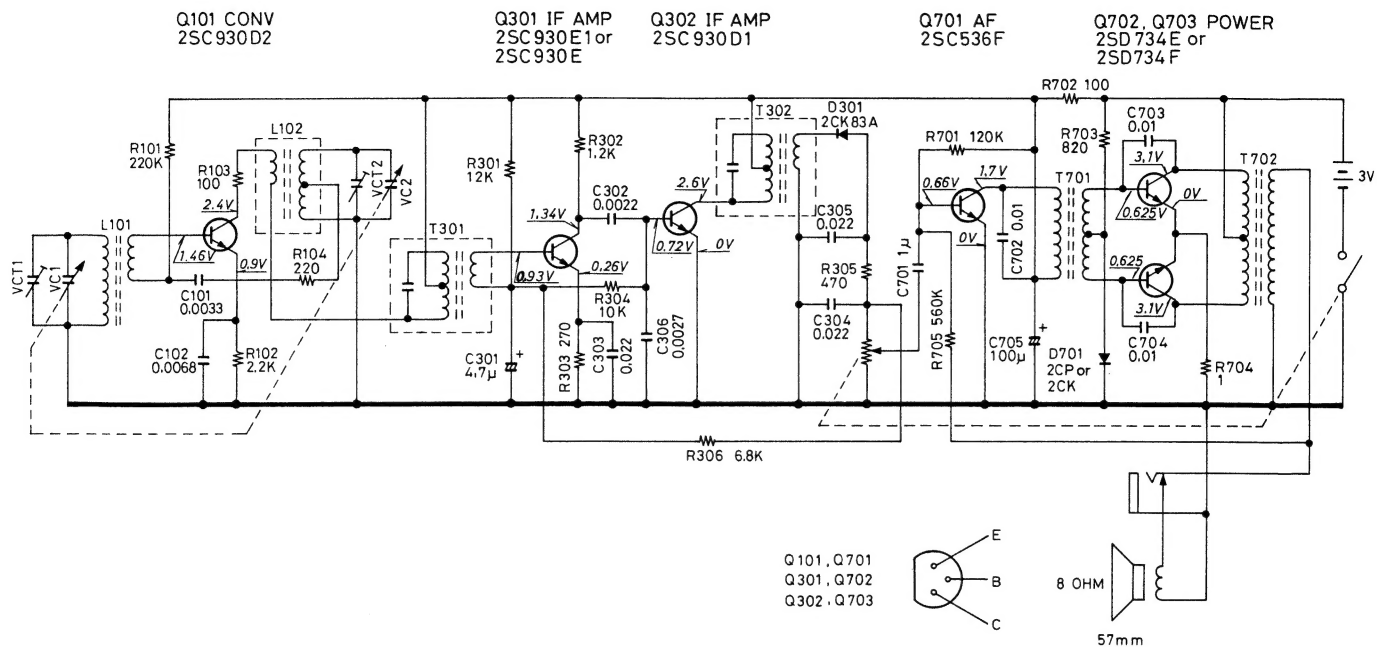 Q101 CONV
2SC930D2
Q301 IF AMP
2SC930E1 or
2SC930E
Q302 IF AMP
2SC930D1
Q701 AF
2SC536F
Q702, Q703 POWER
2SD734E or
2SD734F
R702 100
C703
0.01
T302
D301
2CK83A
L102
R101
220K
R103
100
VCT2
VC2
R301
12K
R302
1.2K
R701 120K
R703
820
3.1V
T702
3V
2.4V
C302
0.0022
2.6V
1.7V
0.66V
T701
0V
0.625V
L101
1.34V
C305
0.022
T301
0.72V
0V
0V
C702 0.01
1.46V
0.9V
R104
220
0.93V
0.26V
R305
470
C701 1μ
0.625
VCT1
VC1
C101
0.0033
R304
10K
C304
0.022
3.1V
C306
0.0027
R705 560K
C704
0.01
C102
0.0068
R102
2.2K
C301
4.7μ
+
R303 270
C303
0.022
C705
100μ
+
D701
2CP or
2CK
R704
1
R306 6.8K
E
Q101, Q701
Q301, Q702
Q302, Q703
B
C
8 OHM
57mm